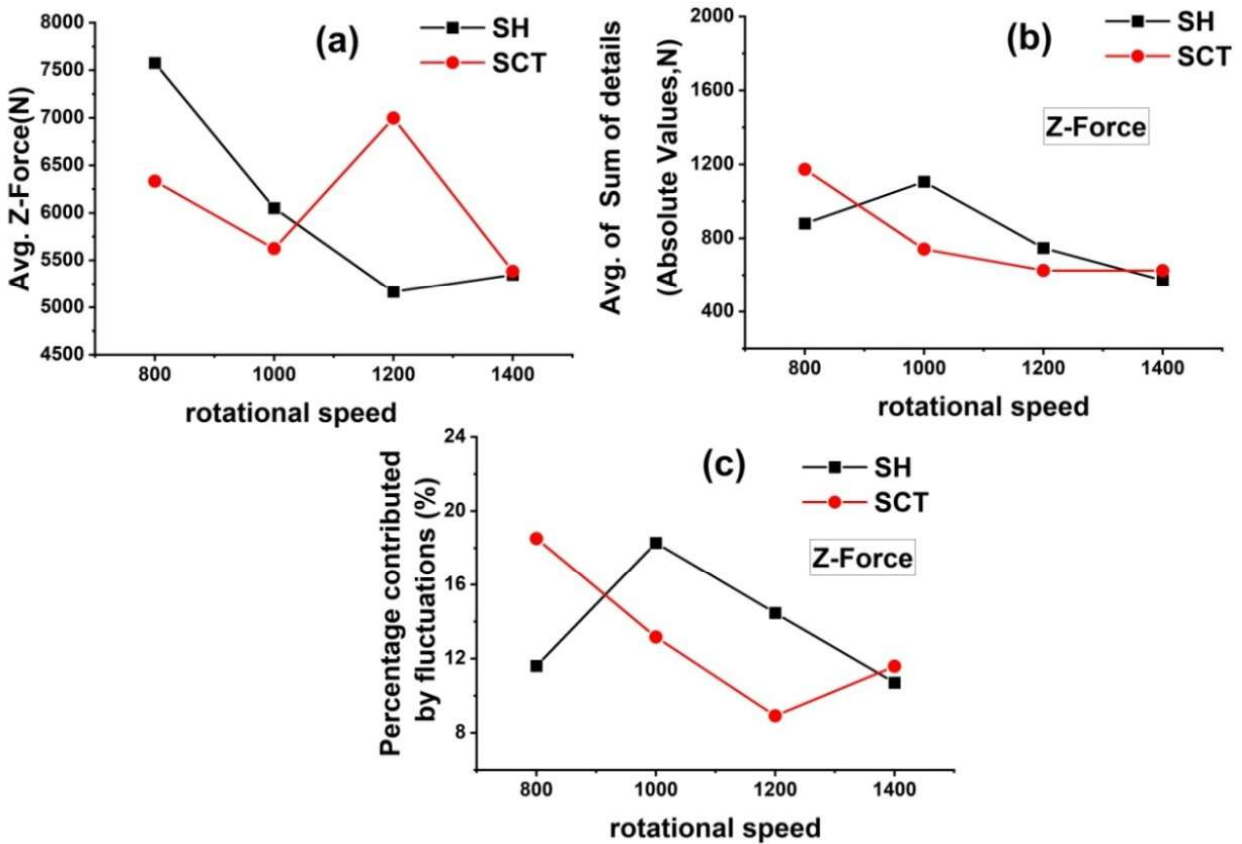 (a)
SH
SCT
Avg. Z-Force(N)
8000
7500
7000
6500
6000
5500
5000
4500
800
1000
1200
1400
rotational speed
(b)
SH
SCT
Z-Force
Avg. of Sum of details
(Absolute Values,N)
2000
1600
1200
800
400
800
1000
1200
1400
rotational speed
(c)
SH
SCT
Z-Force
Percentage contributed
by fluctuations (%)
24
20
16
12
8
800
1000
1200
1400
rotational speed